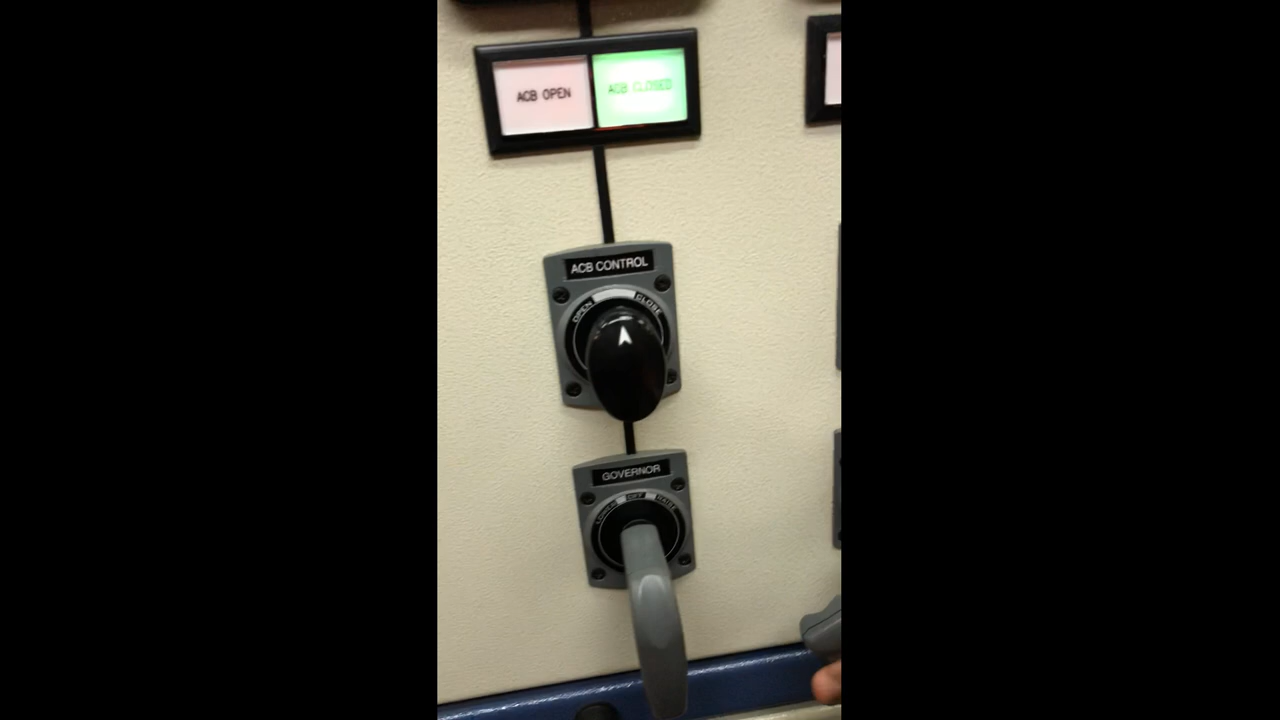 ACB OPEN
ACB CLOSED
ACB CONTROL
OPEN
CLOSE
GOVERNOR
LOWER
OFF
RAISE